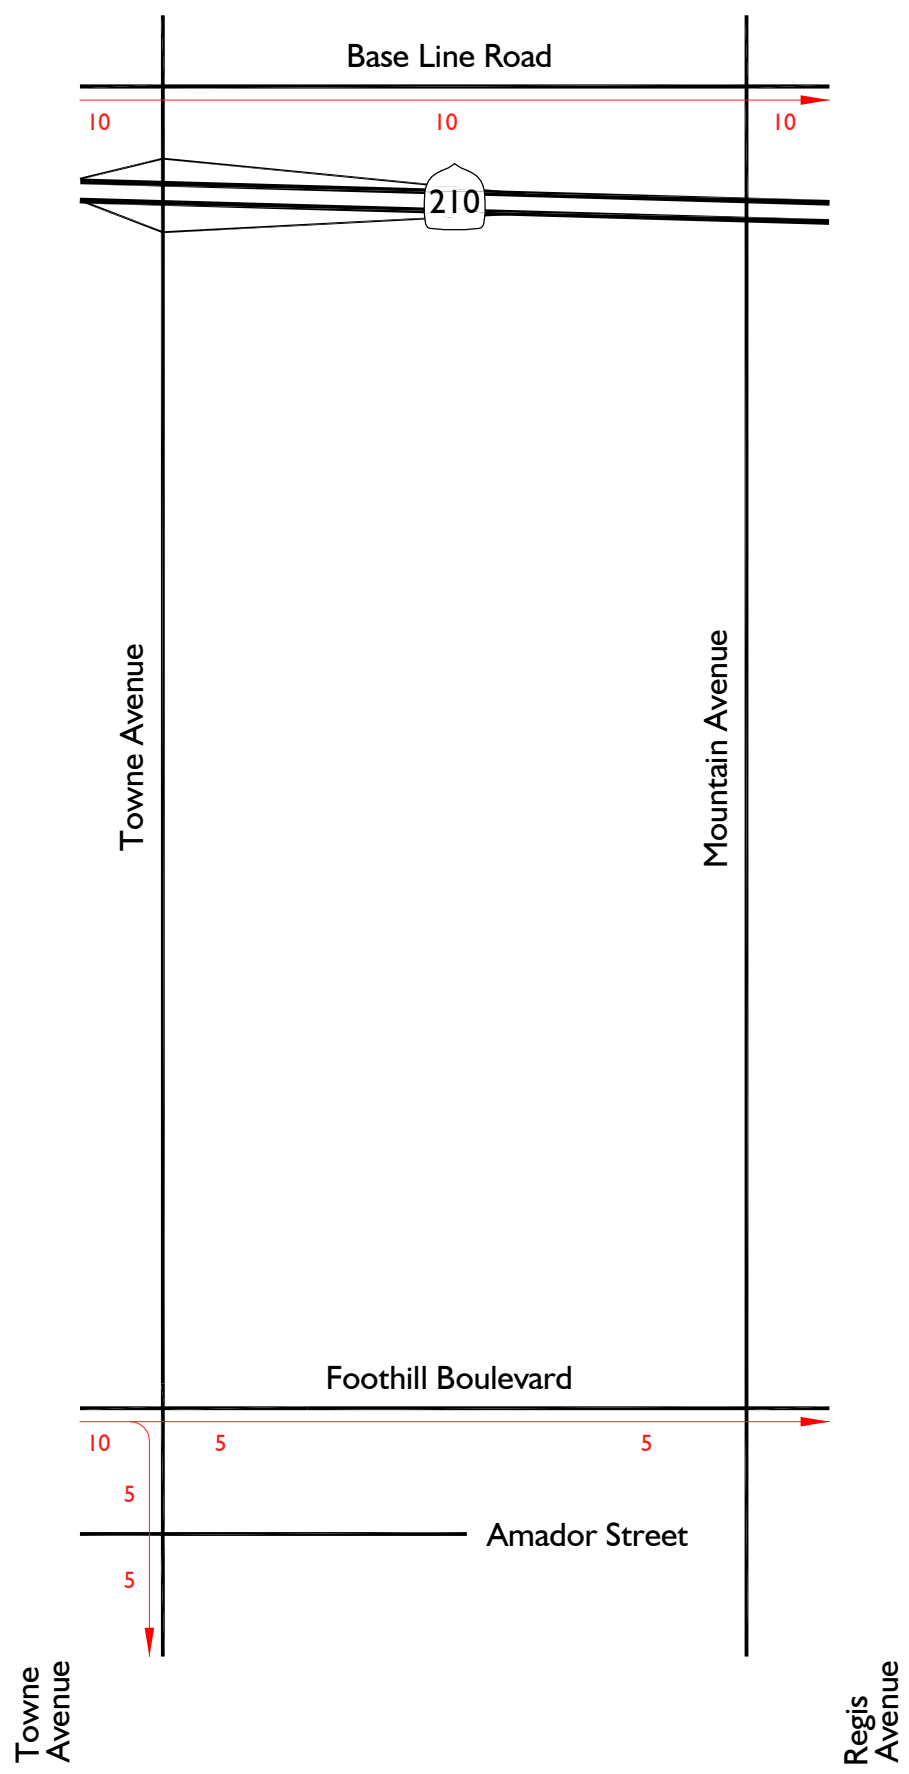 Base Line Road
10 10 10
210
Towne Avenue
Mountain Avenue
Foothill Boulevard
10 5 5
5
Amador Street
5
Towne
Avenue
Regis
Avenue